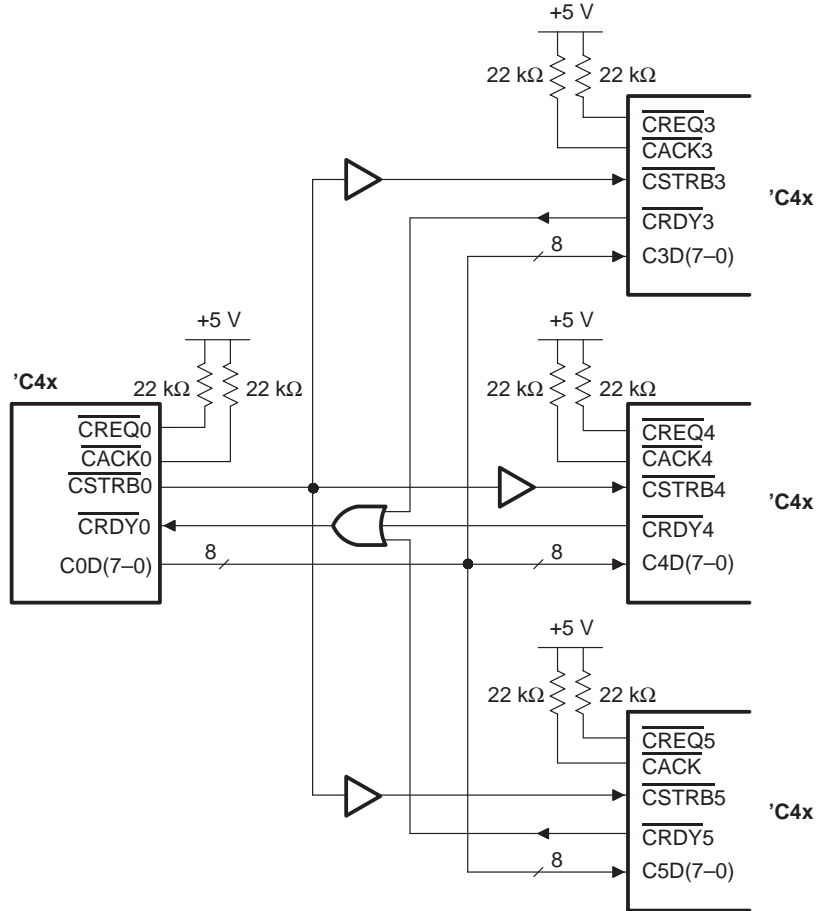 +5 V
22 kΩ 22 kΩ
CREQ3
CACK3
CSTRB3
'C4x
CRDY3
8
C3D(7–0)
+5 V
+5 V
'C4x
22 kΩ 22 kΩ
22 kΩ 22 kΩ
CREQ0
CREQ4
CACK0
CACK4
CSTRB0
CSTRB4
'C4x
CRDY0
CRDY4
C0D(7–0)
8
8
C4D(7–0)
+5 V
22 kΩ 22 kΩ
CREQ5
CACK
CSTRB5
'C4x
CRDY5
8
C5D(7–0)